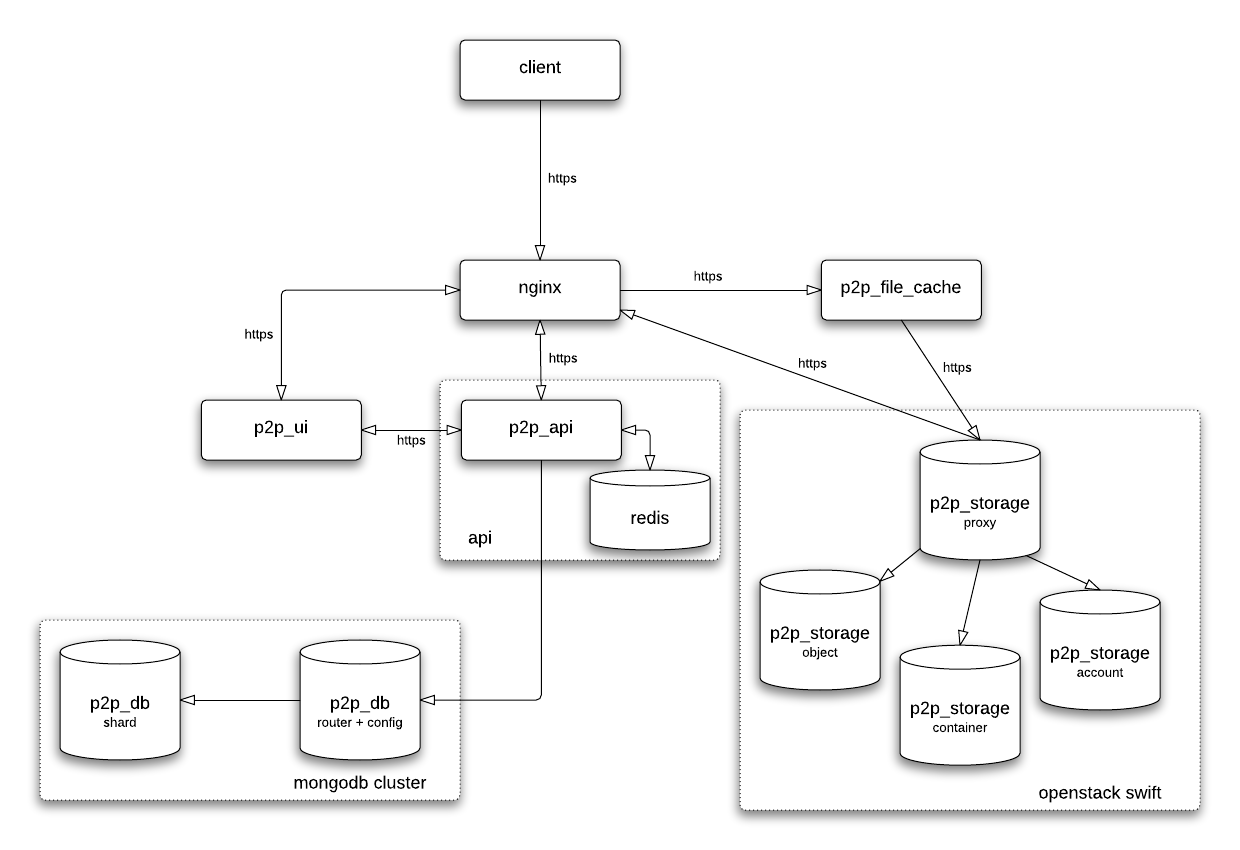 client
https
nginx
https
p2p_file_cache
https
https
https
https
p2p_ui
https
p2p_api
redis
api
p2p_storage
proxy
p2p_storage
object
p2p_storage
account
p2p_storage
container
openstack swift
p2p_db
shard
p2p_db
router + config
mongodb cluster